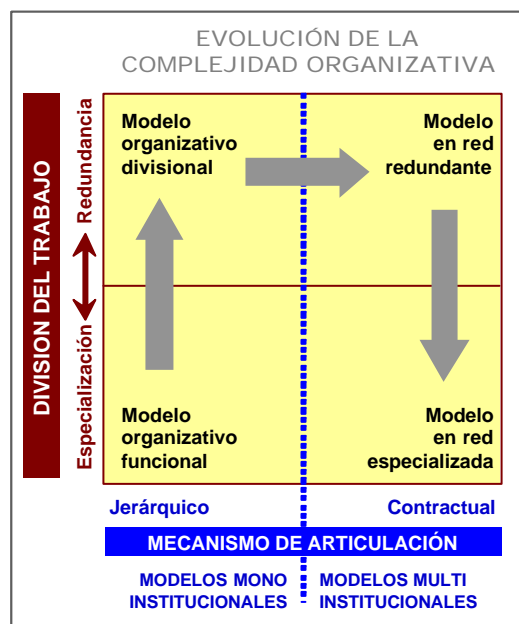 EVOLUCIÓN DE LA
COMPLEJIDAD ORGANIZATIVA
DIVISION DEL TRABAJO
Redundancia
Especialización
Modelo
organizativo
divisional
Modelo
en red
redundante
Modelo
organizativo
funcional
Modelo
en red
especializada
Jerárquico
Contractual
MECANISMO DE ARTICULACIÓN
MODELOS MONO
INSTITUCIONALES
MODELOS MULTI
INSTITUCIONALES